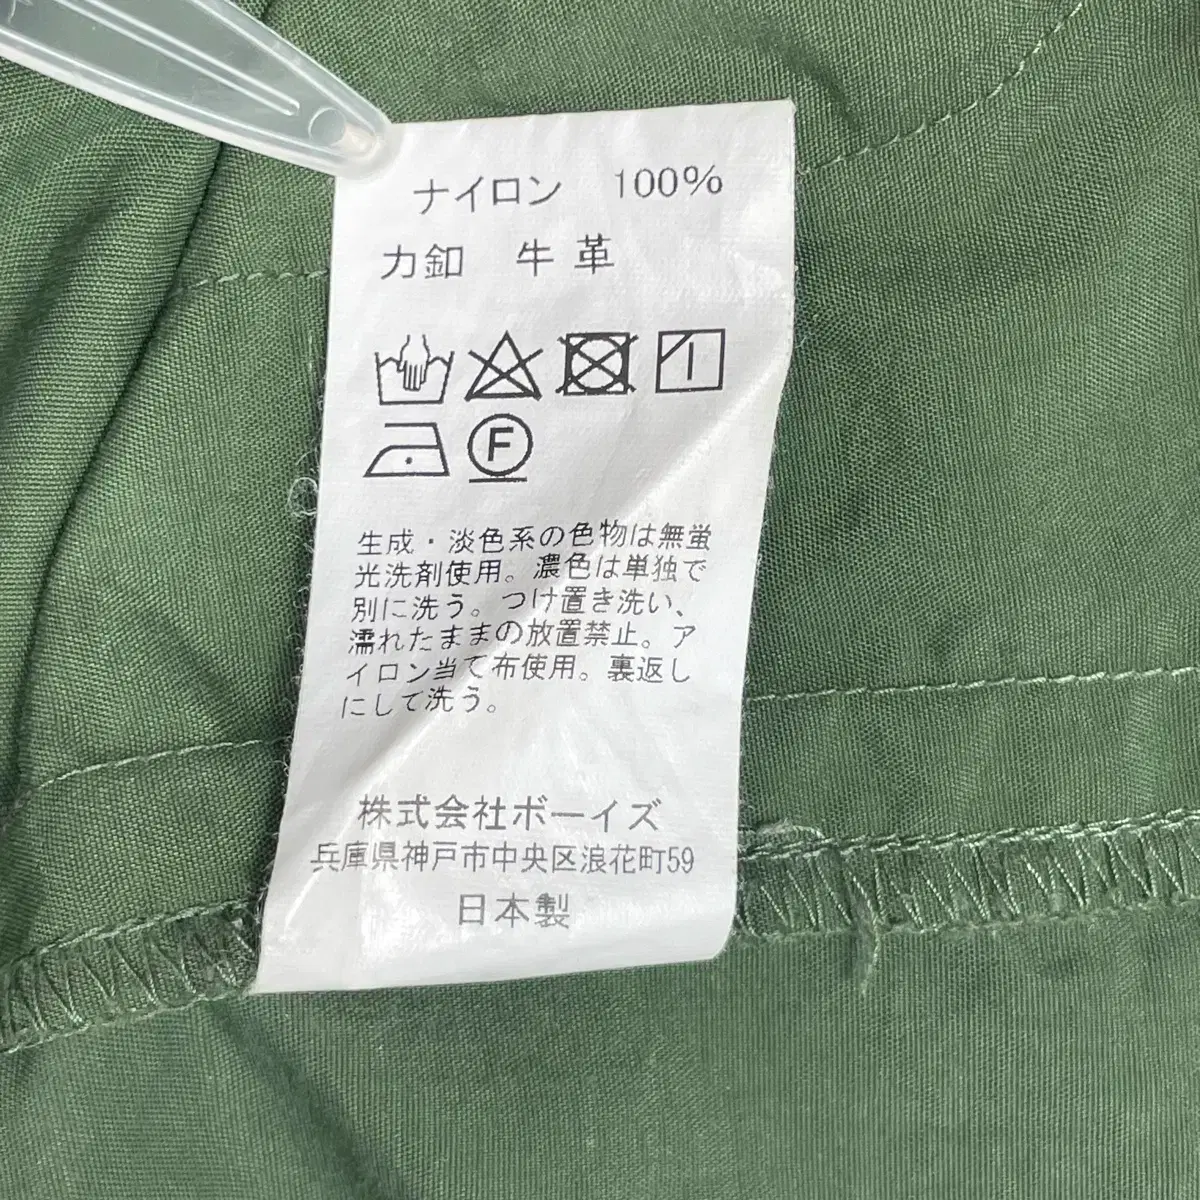 ナイロン 100%
力釦 牛革
F
生成・淡色系の色物は無蛍
光洗剤使用。濃色は単独で
別に洗う。つけ置き洗い、
濡れたままの放置禁止。ア
イロン当て布使用。裏返し
にして洗う。
株式会社ボーイズ
兵庫県神戸市中央区浪花町59
日本製